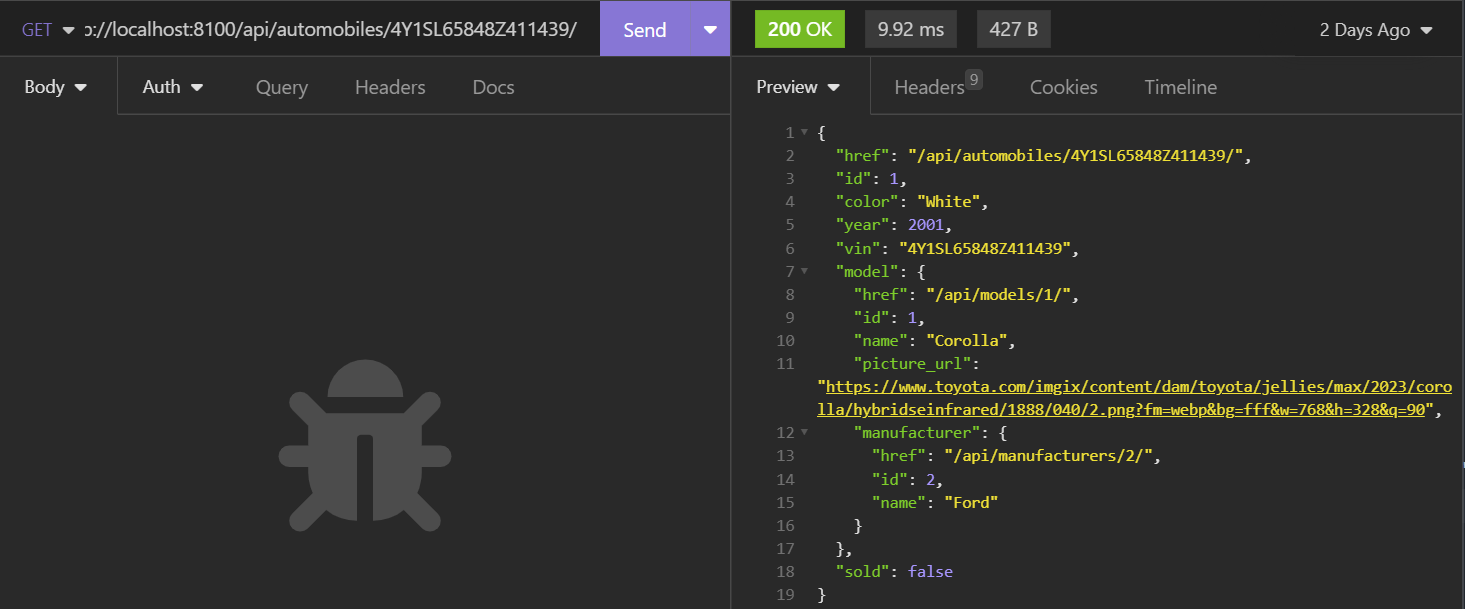 GET
p://localhost:8100/api/automobiles/4Y1SL65848Z411439/
Send
200 OK
9.92 ms
427 B
2 Days Ago
Body
Auth
Query
Headers
Docs
Preview
Headers 9
Cookies
Timeline
1 {
2 "href": "/api/automobiles/4Y1SL65848Z411439/",
3 "id": 1,
4 "color": "White",
5 "year": 2001,
6 "vin": "4Y1SL65848Z411439",
7 "model": {
8 "href": "/api/models/1/",
9 "id": 1,
10 "name": "Corolla",
11 "picture_url":
"https://www.toyota.com/imgix/content/dam/toyota/jellies/max/2023/coro
lla/hybridseinfrared/1888/040/2.png?fm=webp&bg=fff&w=768&h=328&q=90",
12 "manufacturer": {
13 "href": "/api/manufacturers/2/",
14 "id": 2,
15 "name": "Ford"
16 }
17 },
18 "sold": false
19 }